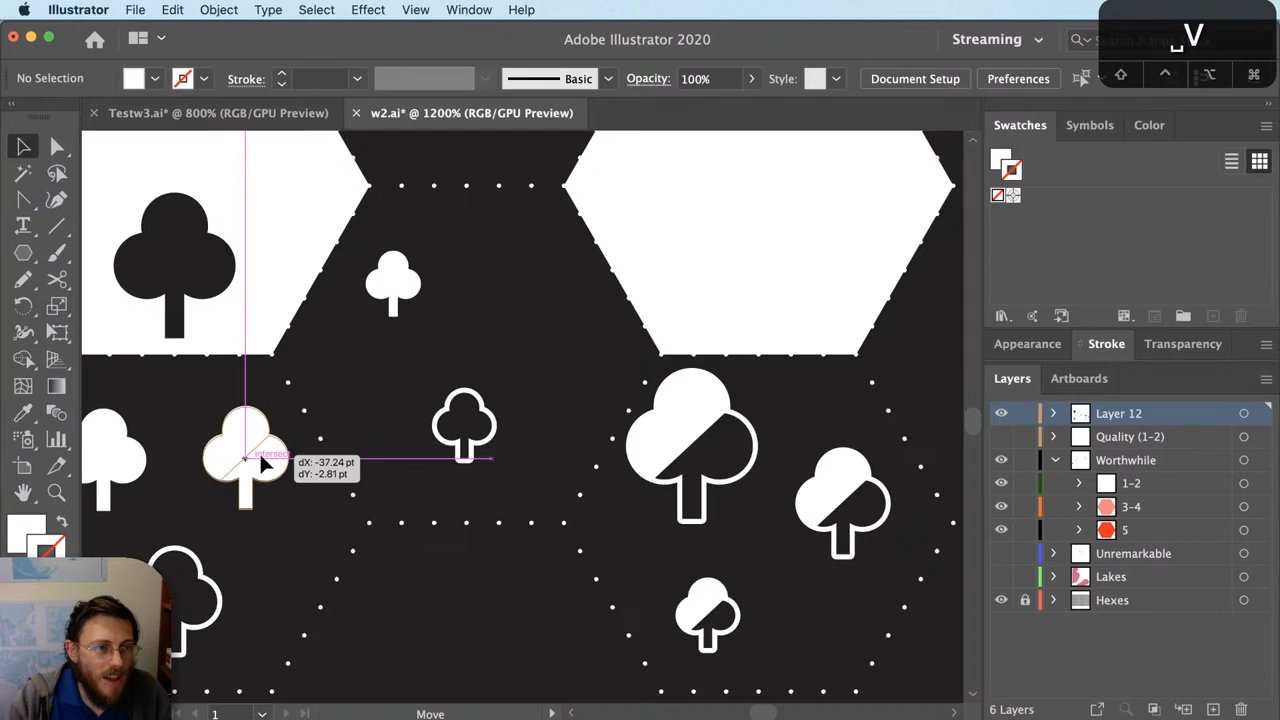 Illustrator File Edit Object Type Select Effect View Window Help
Adobe Illustrator 2020
Streaming
V
No Selection
Stroke:
Basic
Opacity: 100%
Style:
Document Setup
Preferences
Testw3.ai* @ 800% (RGB/GPU Preview)
w2.ai* @ 1200% (RGB/GPU Preview)
Swatches Symbols Color
intersect
dX: -37.24 pt
dY: -2.81 pt
Appearance Stroke Transparency
Layers Artboards
Layer 12
Quality (1-2)
Worthwhile
1-2
3-4
5
Unremarkable
Lakes
Hexes
1
Move
6 Layers